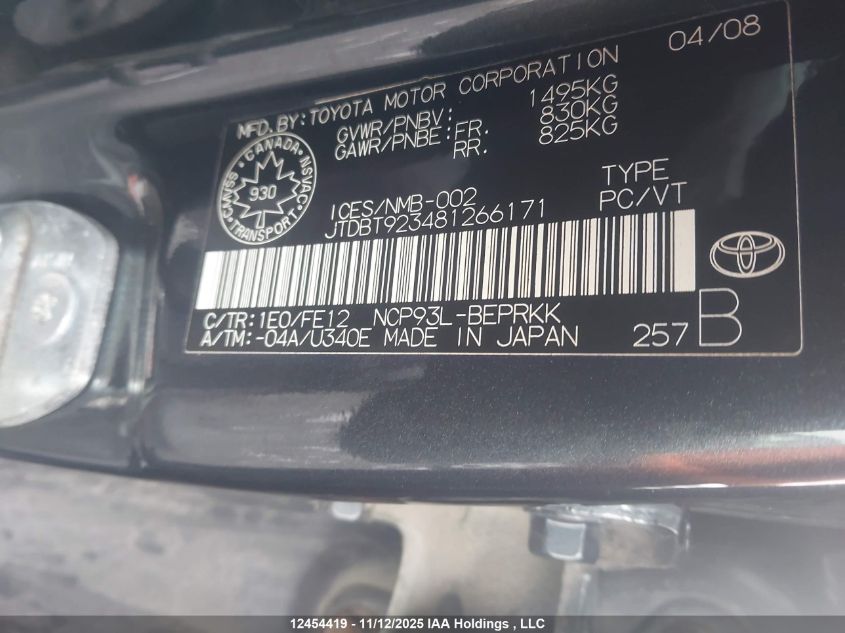 04/08
MFD. BY: TOYOTA MOTOR CORPORATION
GVWR/PNBV: 1495KG
GAWR/PNBE: FR. 830KG
RR. 825KG
CANADA
CMVSS 930 NSVAC
TRANSPORT
TYPE
ICES/NMB-002 PC/VT
JTDBT923481266171
C/TR: 1E0/FE12 NCP93L-BEPRKK
A/TM: -04A/U340E MADE IN JAPAN 257 B
12454419 - 11/12/2025 IAA Holdings , LLC